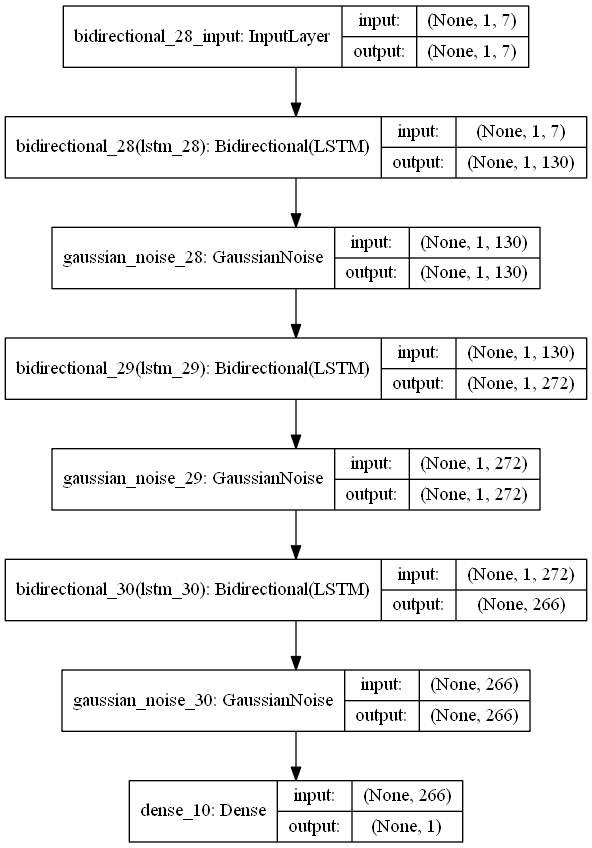 bidirectional_28_input: InputLayer
input: (None, 1, 7)
output: (None, 1, 7)
bidirectional_28(lstm_28): Bidirectional(LSTM)
input: (None, 1, 7)
output: (None, 1, 130)
gaussian_noise_28: GaussianNoise
input: (None, 1, 130)
output: (None, 1, 130)
bidirectional_29(lstm_29): Bidirectional(LSTM)
input: (None, 1, 130)
output: (None, 1, 272)
gaussian_noise_29: GaussianNoise
input: (None, 1, 272)
output: (None, 1, 272)
bidirectional_30(lstm_30): Bidirectional(LSTM)
input: (None, 1, 272)
output: (None, 266)
gaussian_noise_30: GaussianNoise
input: (None, 266)
output: (None, 266)
dense_10: Dense
input: (None, 266)
output: (None, 1)